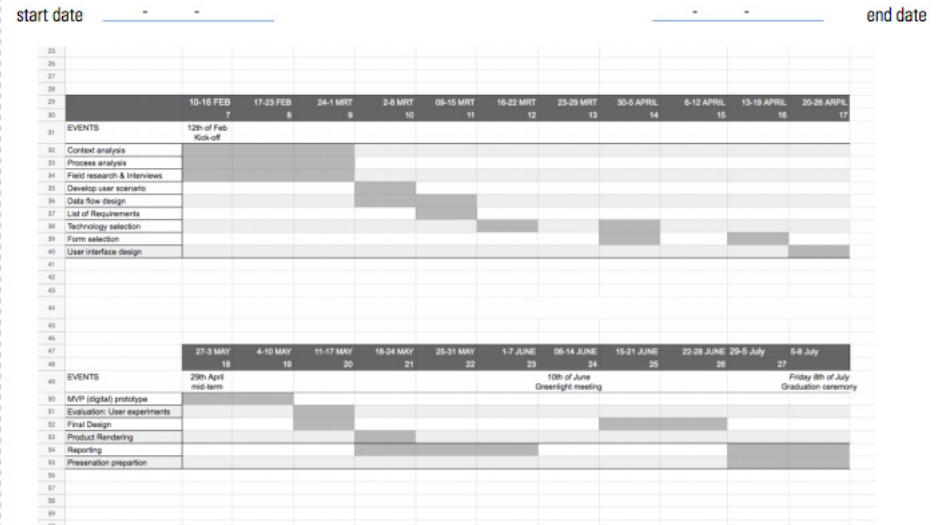 start date - - - - end date
25
26
27
28
29 10-16 FEB 17-23 FEB 24-1 MRT 2-8 MRT 09-15 MRT 16-22 MRT 23-29 MRT 30-5 APRIL 6-12 APRIL 13-19 APRIL 20-26 ARPIL
30 7 8 9 10 11 12 13 14 15 16 17
31 EVENTS 12th of Feb
Kick-off
32 Context analysis
33 Process analysis
34 Field research & Interviews
35 Develop user scenario
36 Data flow design
37 List of Requirements
38 Technology selection
39 Form selection
40 User interface design
41
42
43
44
45
46
47 27-3 MAY 4-10 MAY 11-17 MAY 18-24 MAY 25-31 MAY 1-7 JUNE 08-14 JUNE 15-21 JUNE 22-28 JUNE 29-5 July 5-8 July
48 18 19 20 21 22 23 24 25 26 27
49 EVENTS 29th April 10th of June Friday 8th of July
mid-term Greenlight meeting Graduation ceremony
50 MVP (digital) prototype
51 Evaluation: User experiments
52 Final Design
53 Product Rendering
54 Reporting
55 Presenation prepartion
56
57
58
59